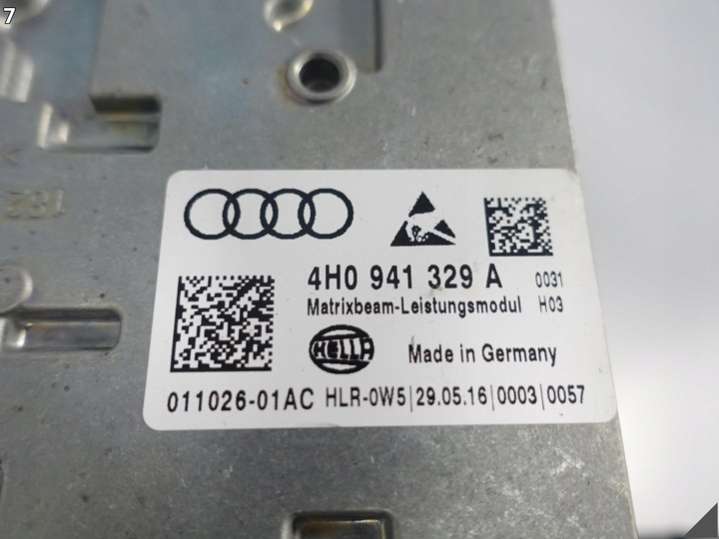 7
4H0 941 329 A 0031
Matrixbeam-Leistungsmodul H03
HELLA Made in Germany
011026-01AC HLR-0W5|29.05.16|0003|0057